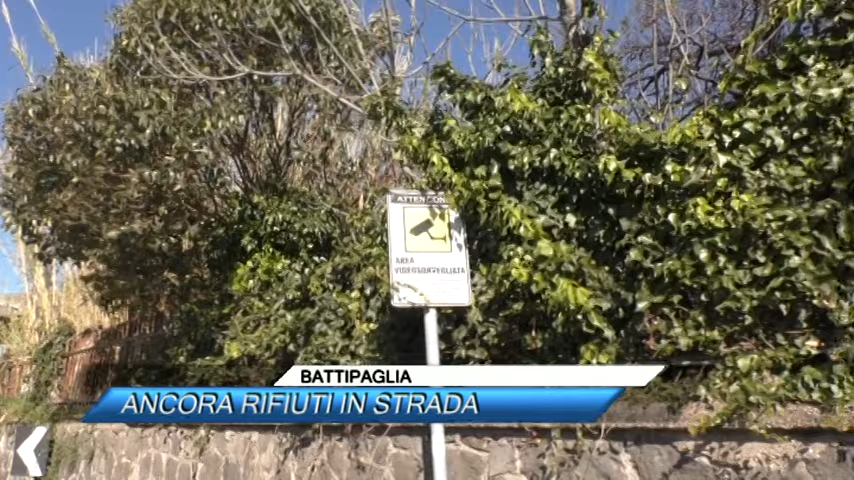 ATTENZIONE
AREA
VIDEOSORVEGLIATA
BATTIPAGLIA
ANCORA RIFIUTI IN STRADA